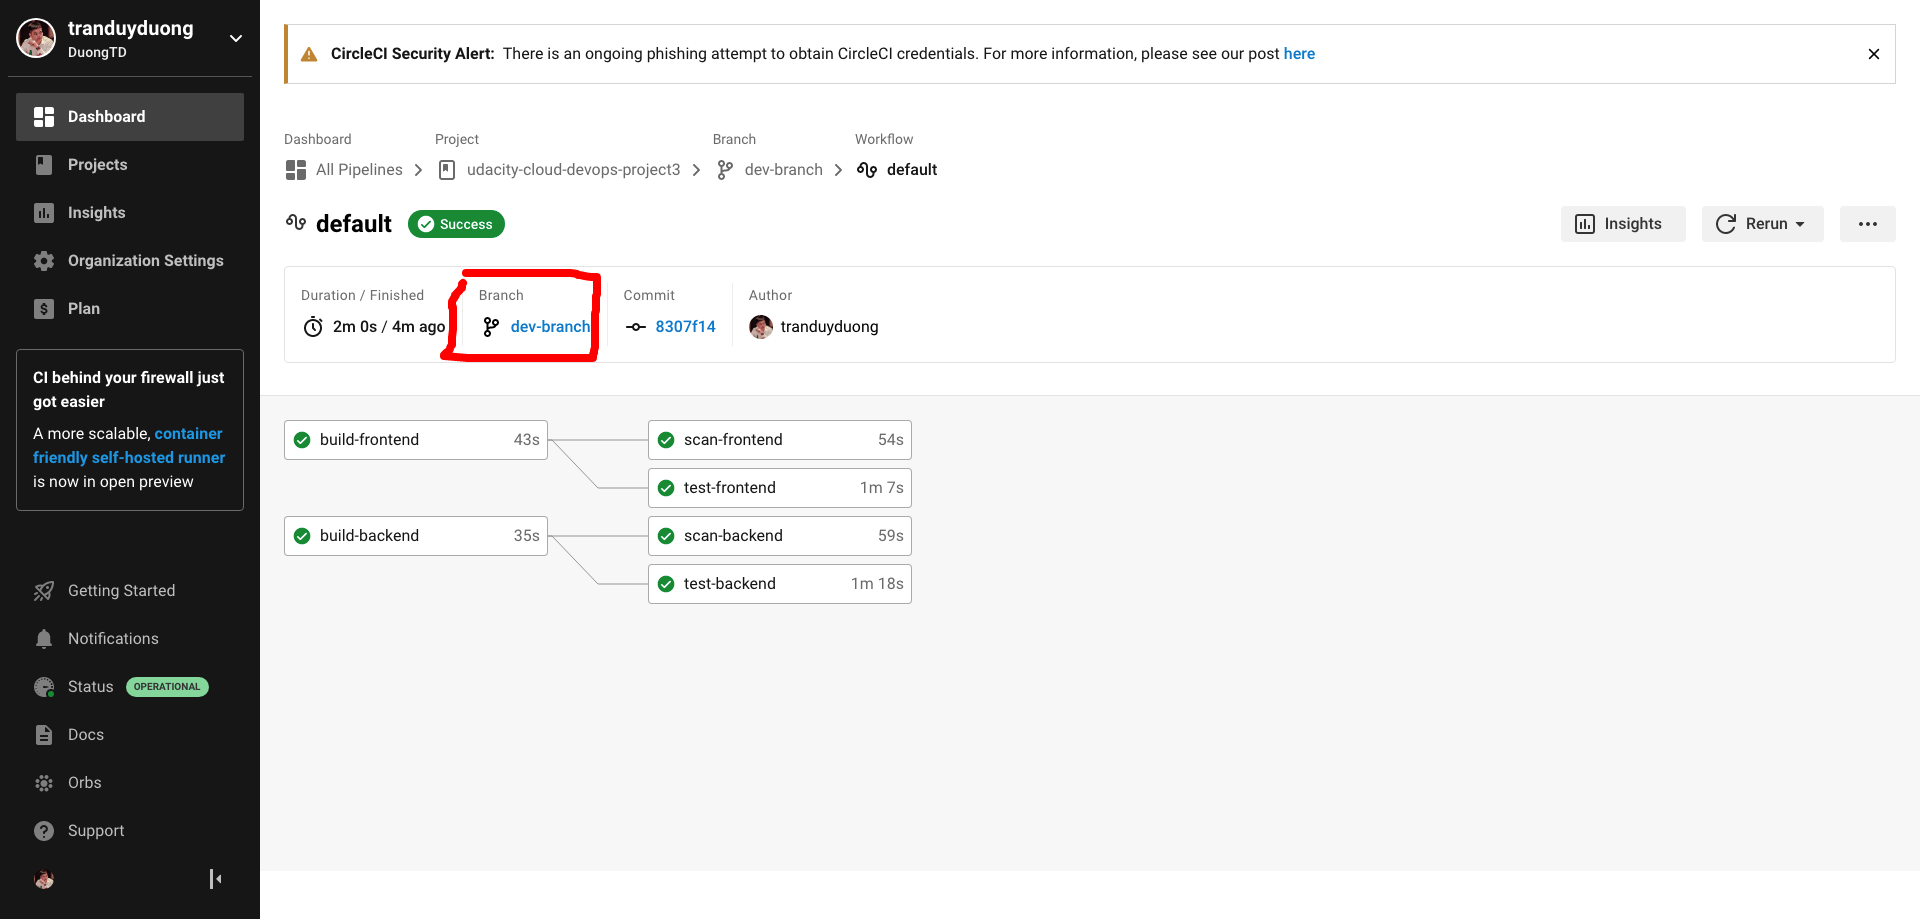 tranduyduong
DuongTD
Dashboard
Projects
Insights
Organization Settings
Plan
CI behind your firewall just
got easier
A more scalable, container
friendly self-hosted runner
is now in open preview
Getting Started
Notifications
Status OPERATIONAL
Docs
Orbs
Support
CircleCI Security Alert: There is an ongoing phishing attempt to obtain CircleCI credentials. For more information, please see our post here
Dashboard Project Branch Workflow
All Pipelines udacity-cloud-devops-project3 dev-branch default
default Success Insights Rerun
Duration / Finished Branch Commit Author
2m 0s / 4m ago dev-branch 8307f14 tranduyduong
build-frontend 43s scan-frontend 54s
test-frontend 1m 7s
build-backend 35s scan-backend 59s
test-backend 1m 18s